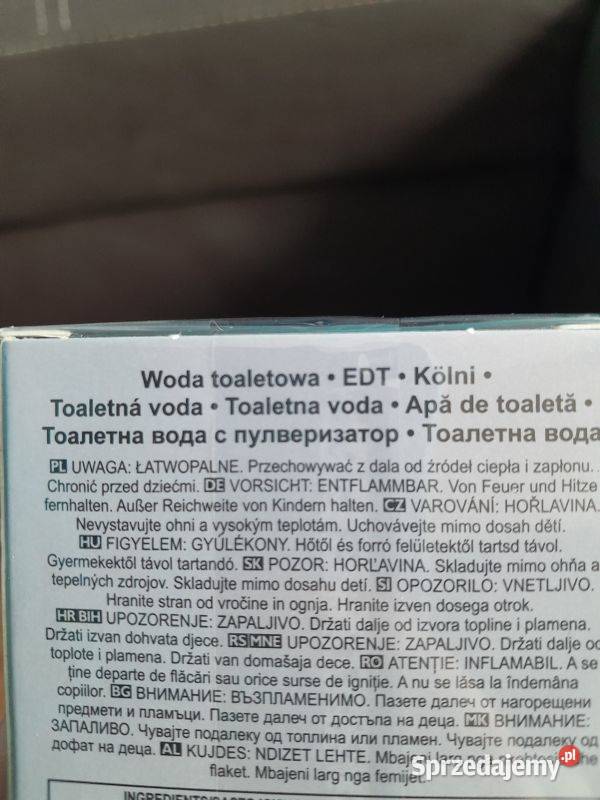 Woda toaletowa • EDT • Kölni •
Toaletná voda • Toaletna voda • Apă de toaletă •
Тоалетна вода с пулверизатор • Тоалетна вода
PL UWAGA: ŁATWOPALNE. Przechowywać z dala od źródeł ciepła i zapłonu.
Chronić przed dziećmi. DE VORSICHT: ENTFLAMMBAR. Von Feuer und Hitze
fernhalten. Außer Reichweite von Kindern halten. CZ VAROVÁNÍ: HOŘLAVINA.
Nevystavujte ohni a vysokým teplotám. Uchovávejte mimo dosah dětí.
HU FIGYELEM: GYÚLÉKONY. Hőtől és forró felületektől tartsd távol.
Gyermekektől távol tartandó. SK POZOR: HORĽAVINA. Skladujte mimo ohňa a
tepelných zdrojov. Skladujte mimo dosahu detí. SI OPOZORILO: VNETLJIVO.
Hranite stran od vročine in ognja. Hranite izven dosega otrok.
HR BIH UPOZORENJE: ZAPALJIVO. Držati dalje od izvora topline i plamena.
Držati izvan dohvata djece. RS MNE UPOZORENJE: ZAPALJIVO. Držati dalje od
toplote i plamena. Držati van domašaja dece. RO ATENȚIE: INFLAMABIL. A se
ține departe de flăcări sau orice surse de igniție. A nu se lăsa la îndemâna
copiilor. BG ВНИМАНИЕ: ВЪЗПЛАМЕНИМО. Пазете далеч от нагорещени
предмети и пламъци. Пазете далеч от достъпа на деца. MK ВНИМАНИЕ:
ЗАПАЛИВО. Чувајте подалеку од топлина или пламен. Чувајте подалеку од
дофат на деца. AL KUJDES: NDIZET LEHTE. Mbajeni larg nga
flaket. Mbajeni larg nga femijet.
Sprzedajemy.pl